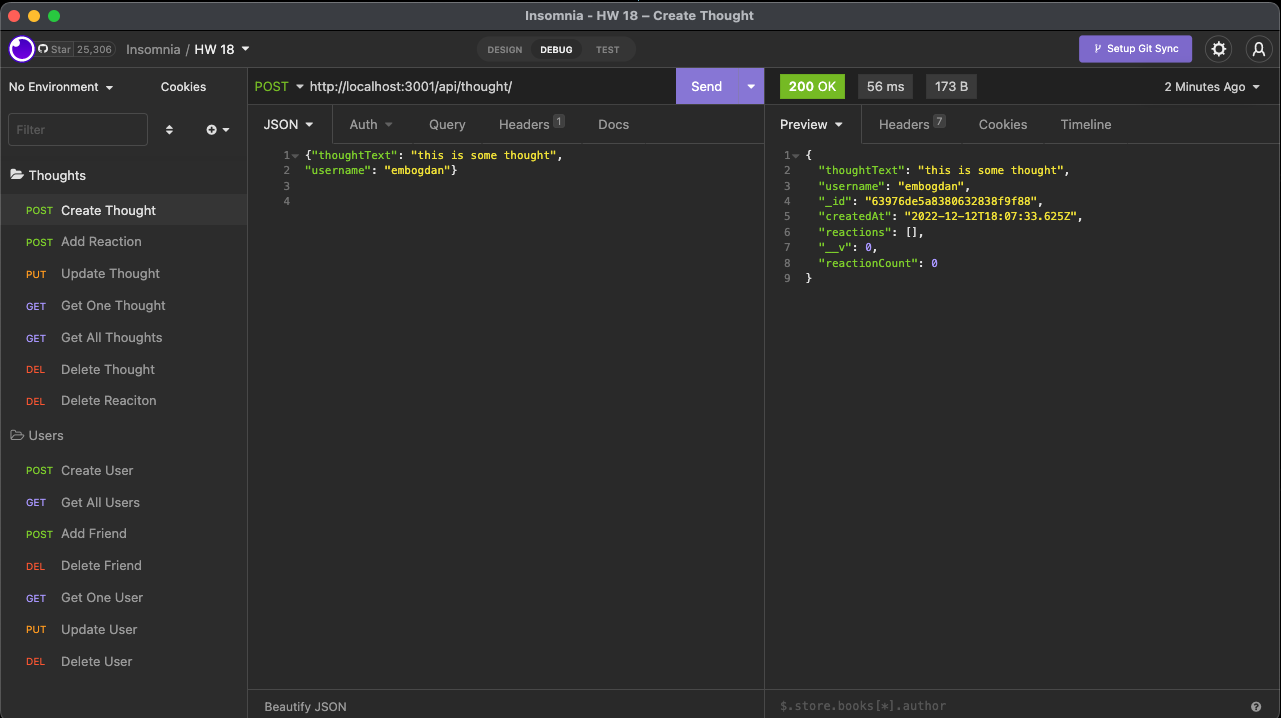 Insomnia - HW 18 – Create Thought
Star 25,306
Insomnia / HW 18
DESIGN DEBUG TEST
Setup Git Sync
No Environment
Cookies
Filter
Thoughts
POST Create Thought
POST Add Reaction
PUT Update Thought
GET Get One Thought
GET Get All Thoughts
DEL Delete Thought
DEL Delete Reaciton
Users
POST Create User
GET Get All Users
POST Add Friend
DEL Delete Friend
GET Get One User
PUT Update User
DEL Delete User
POST http://localhost:3001/api/thought/
Send
JSON Auth Query Headers 1 Docs
1 {"thoughtText": "this is some thought",
2 "username": "embogdan"}
3
4
Beautify JSON
200 OK 56 ms 173 B
2 Minutes Ago
Preview Headers 7 Cookies Timeline
1 {
2 "thoughtText": "this is some thought",
3 "username": "embogdan",
4 "_id": "63976de5a8380632838f9f88",
5 "createdAt": "2022-12-12T18:07:33.625Z",
6 "reactions": [],
7 "__v": 0,
8 "reactionCount": 0
9 }
$.store.books[*].author
?